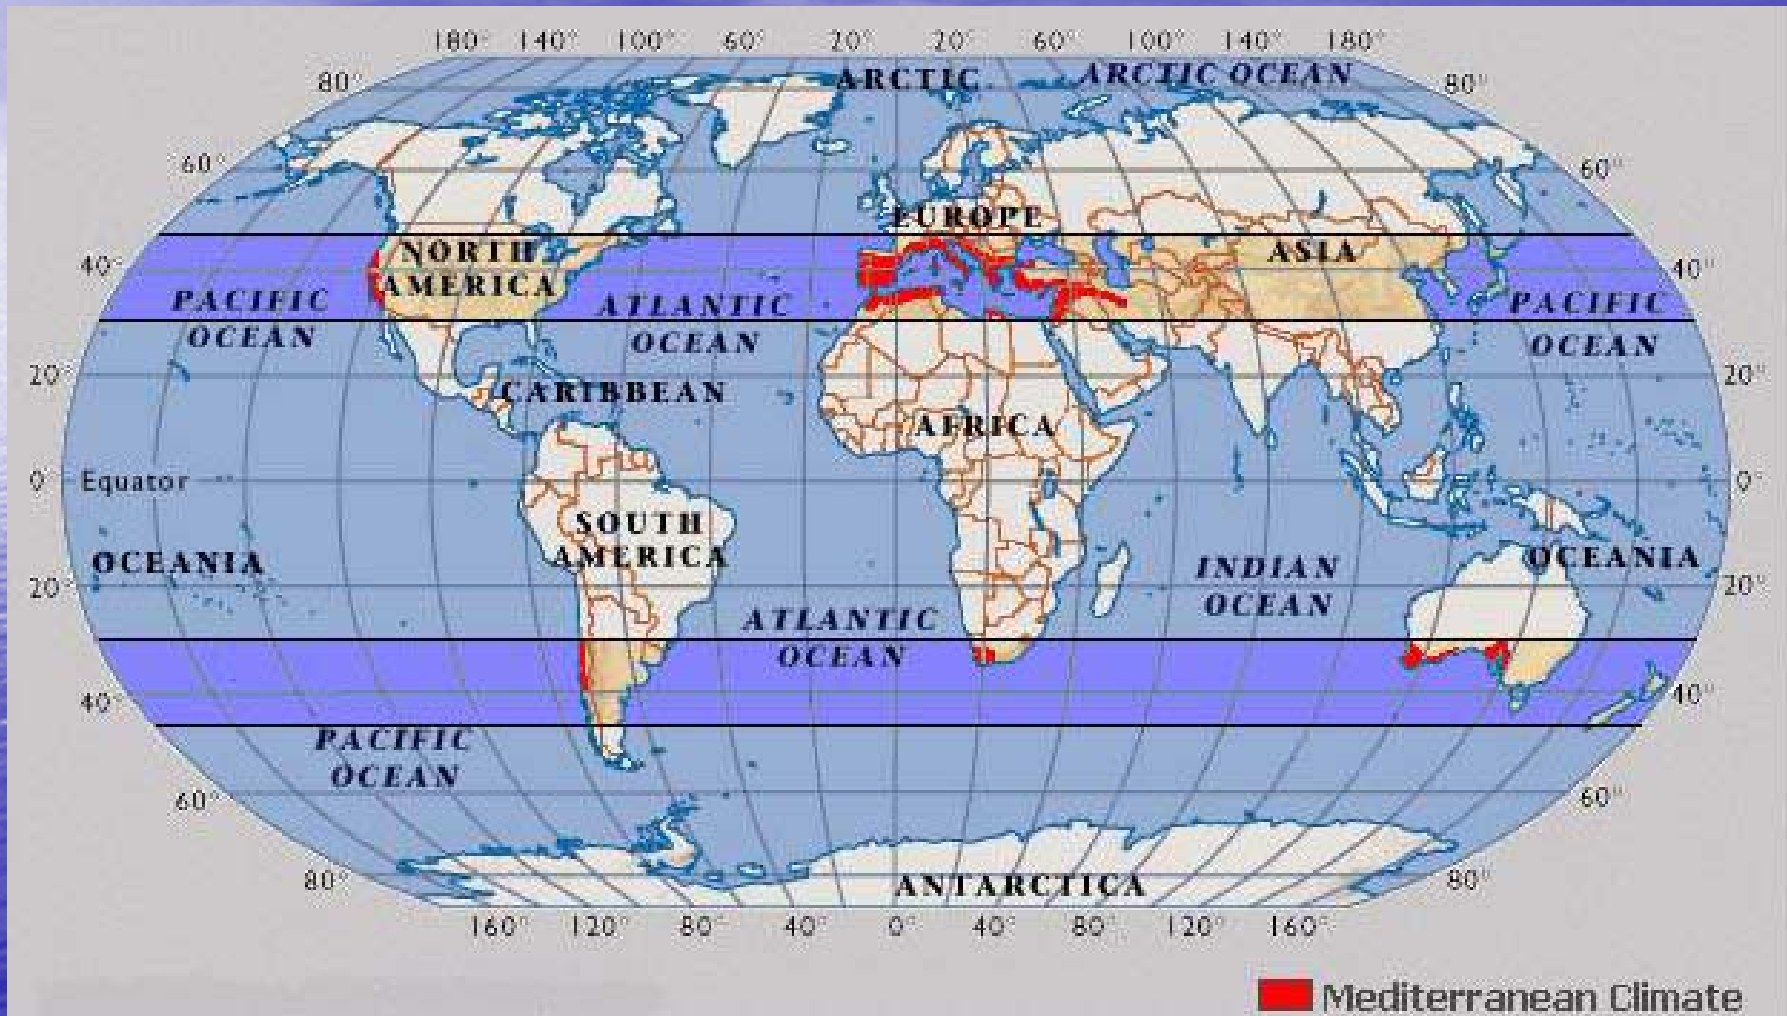 180° 140° 100° 60° 20° 20° 60° 100° 140° 180°
80° ARCTIC ARCTIC OCEAN 80°
60° 60°
EUROPE
NORTH ASIA
40° AMERICA 40°
PACIFIC ATLANTIC PACIFIC
OCEAN OCEAN OCEAN
20° 20°
CARIBBEAN
AFRICA
0° Equator 0°
SOUTH
AMERICA
OCEANIA INDIAN OCEANIA
20° OCEAN 20°
ATLANTIC
OCEAN
40° 40°
PACIFIC
OCEAN
60° 60°
80° ANTARCTICA 80°
160° 120° 80° 40° 0° 40° 80° 120° 160°
Mediterranean Climate